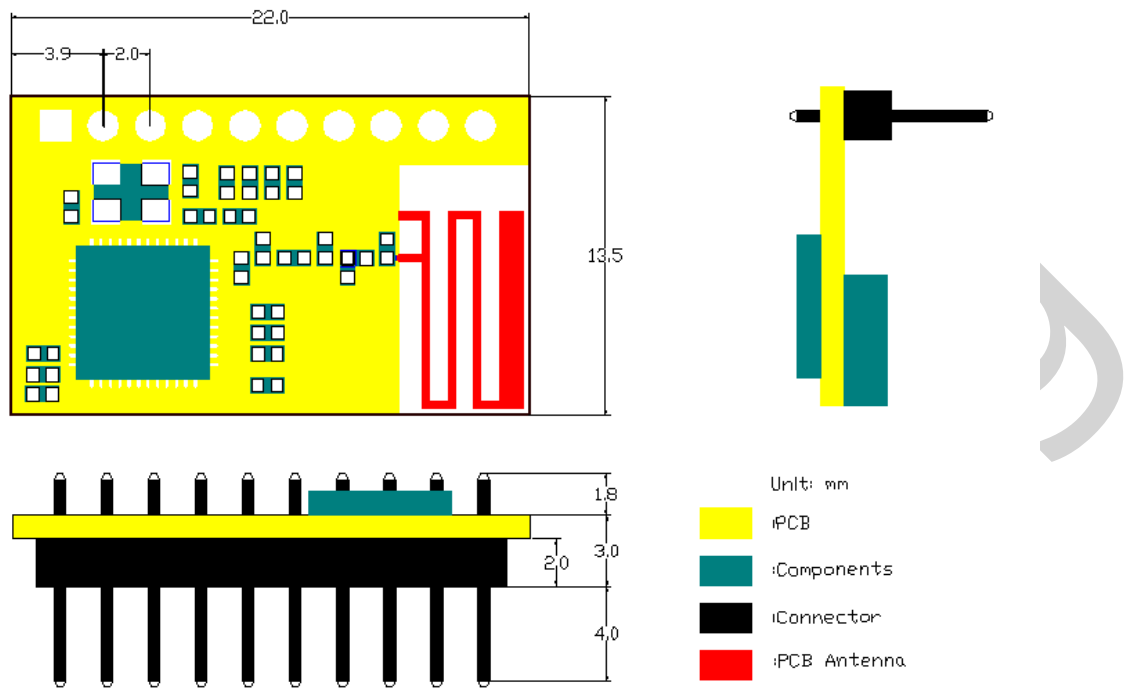 22.0
3.9 2.0
13.5
1.8
3.0
2.0
4.0
Unit: mm
:PCB
:Components
:Connector
:PCB Antenna